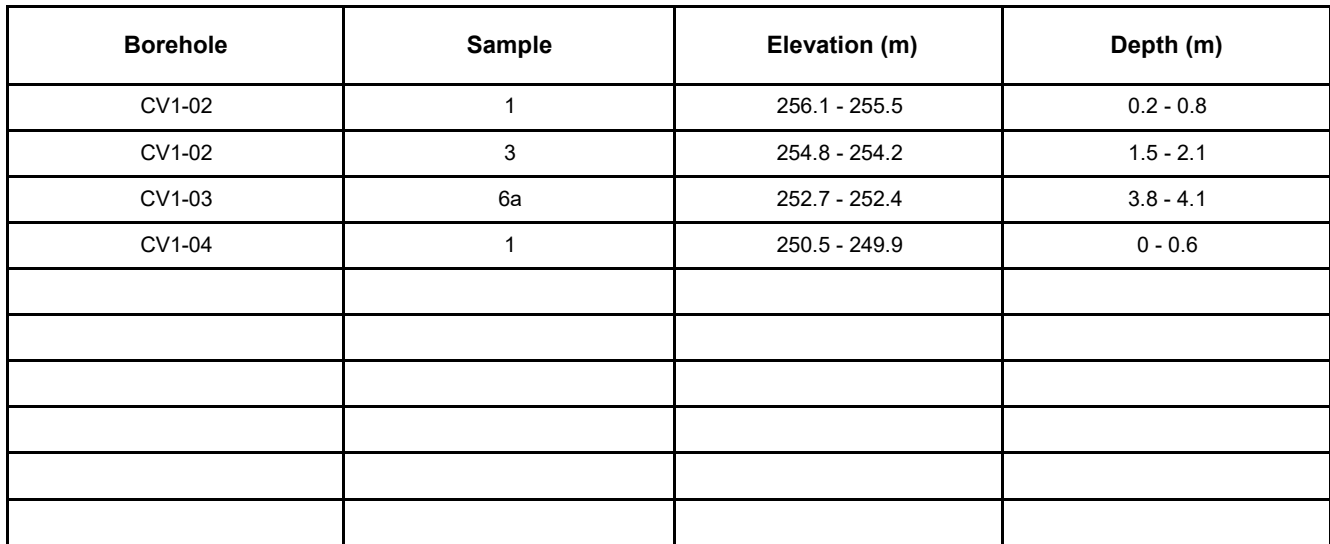 Borehole Sample Elevation (m) Depth (m)
CV1-02 1 256.1 - 255.5 0.2 - 0.8
CV1-02 3 254.8 - 254.2 1.5 - 2.1
CV1-03 6a 252.7 - 252.4 3.8 - 4.1
CV1-04 1 250.5 - 249.9 0 - 0.6